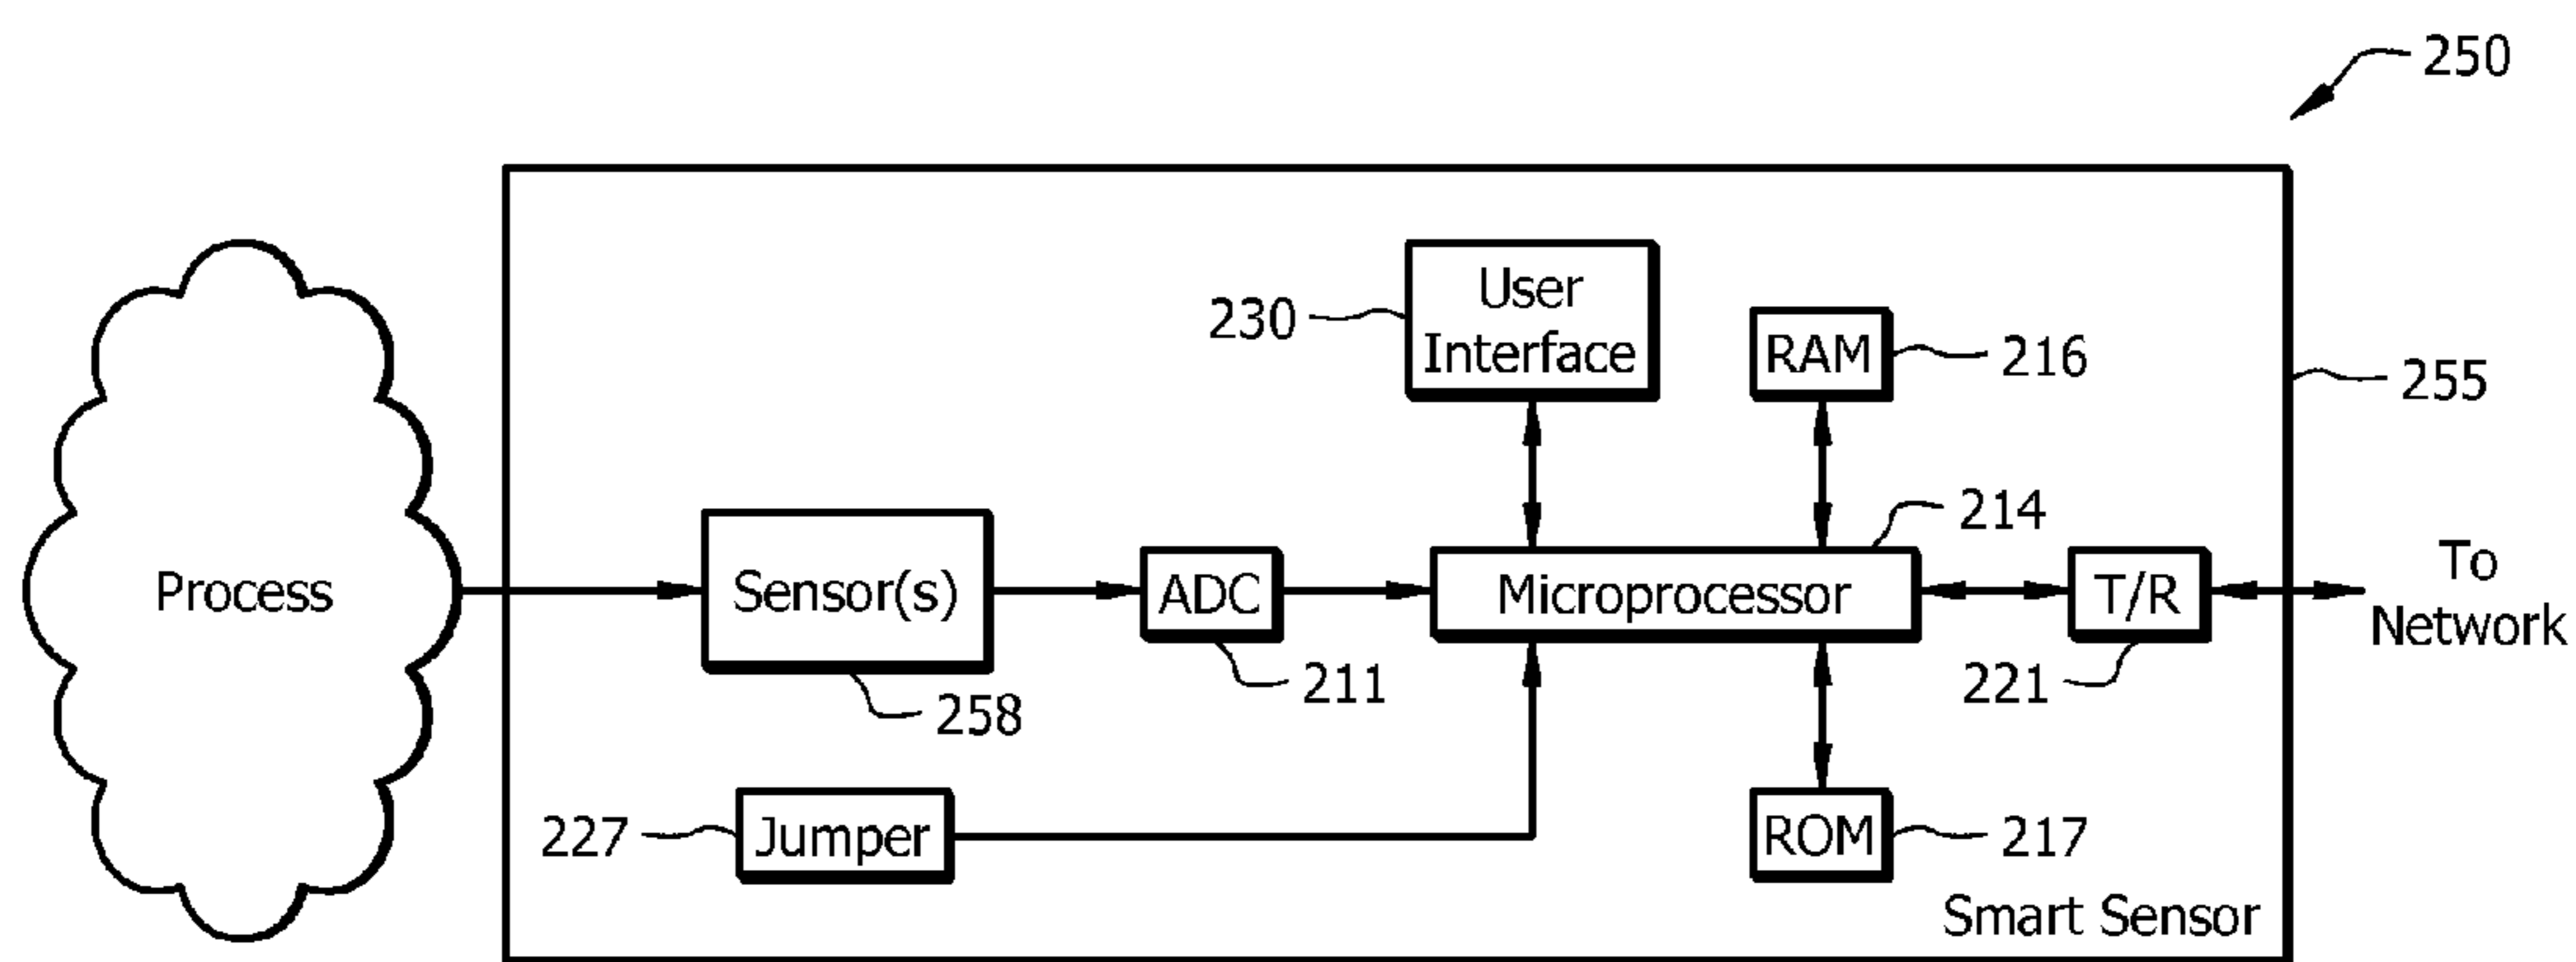 250
User
Interface
230
RAM
216
255
214
Process
Sensor(s)
ADC
Microprocessor
T/R
To
Network
258
211
221
227
Jumper
ROM
217
Smart Sensor